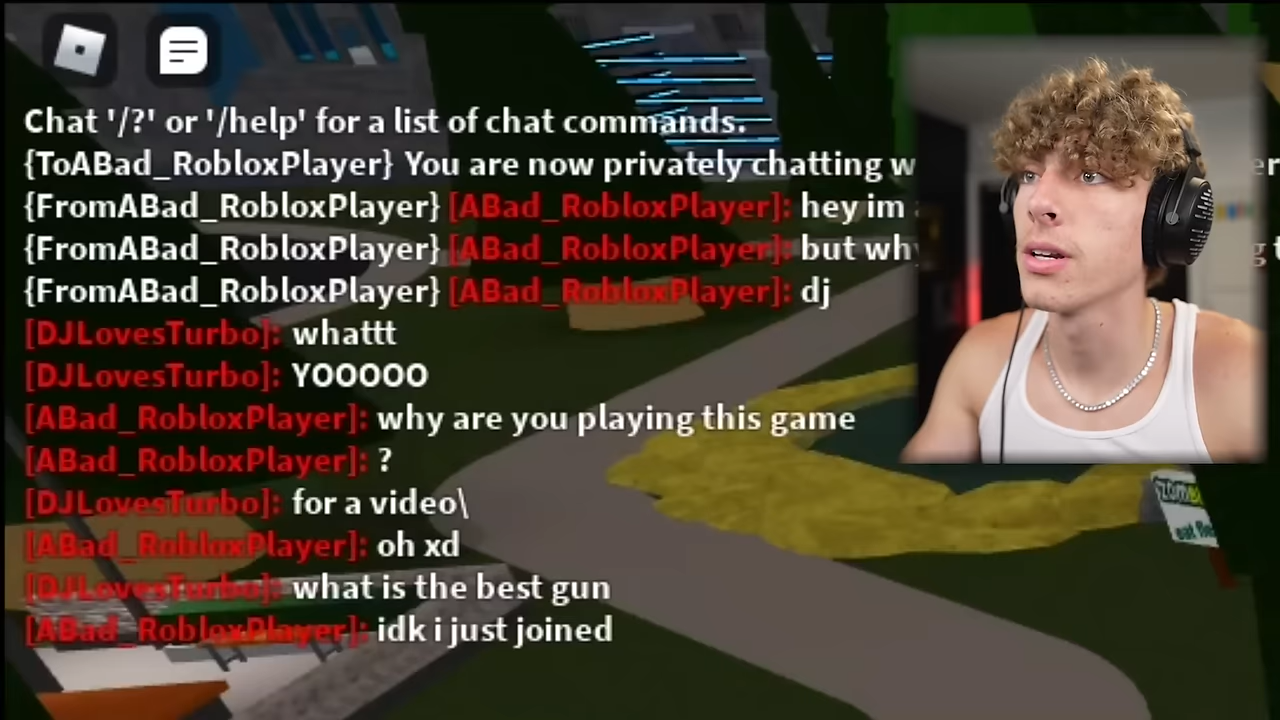 Chat '/?' or '/help' for a list of chat commands.
{ToABad_RobloxPlayer} You are now privately chatting w
{FromABad_RobloxPlayer} [ABad_RobloxPlayer]: hey im
{FromABad_RobloxPlayer} [ABad_RobloxPlayer]: but why
{FromABad_RobloxPlayer} [ABad_RobloxPlayer]: dj
[DJLovesTurbo]: whattt
[DJLovesTurbo]: YOOOOO
[ABad_RobloxPlayer]: why are you playing this game
[ABad_RobloxPlayer]: ?
[DJLovesTurbo]: for a video\
[ABad_RobloxPlayer]: oh xd
[DJLovesTurbo]: what is the best gun
[ABad_RobloxPlayer]: idk i just joined